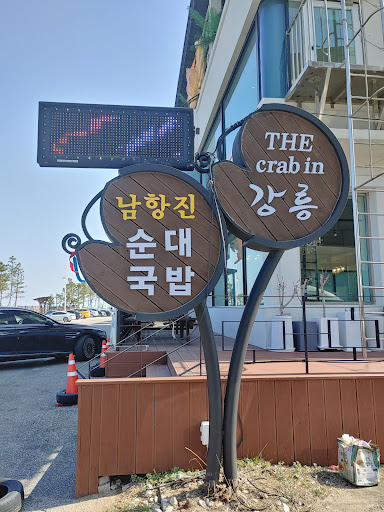 남항진
순대
국밥
THE
crab in
강릉